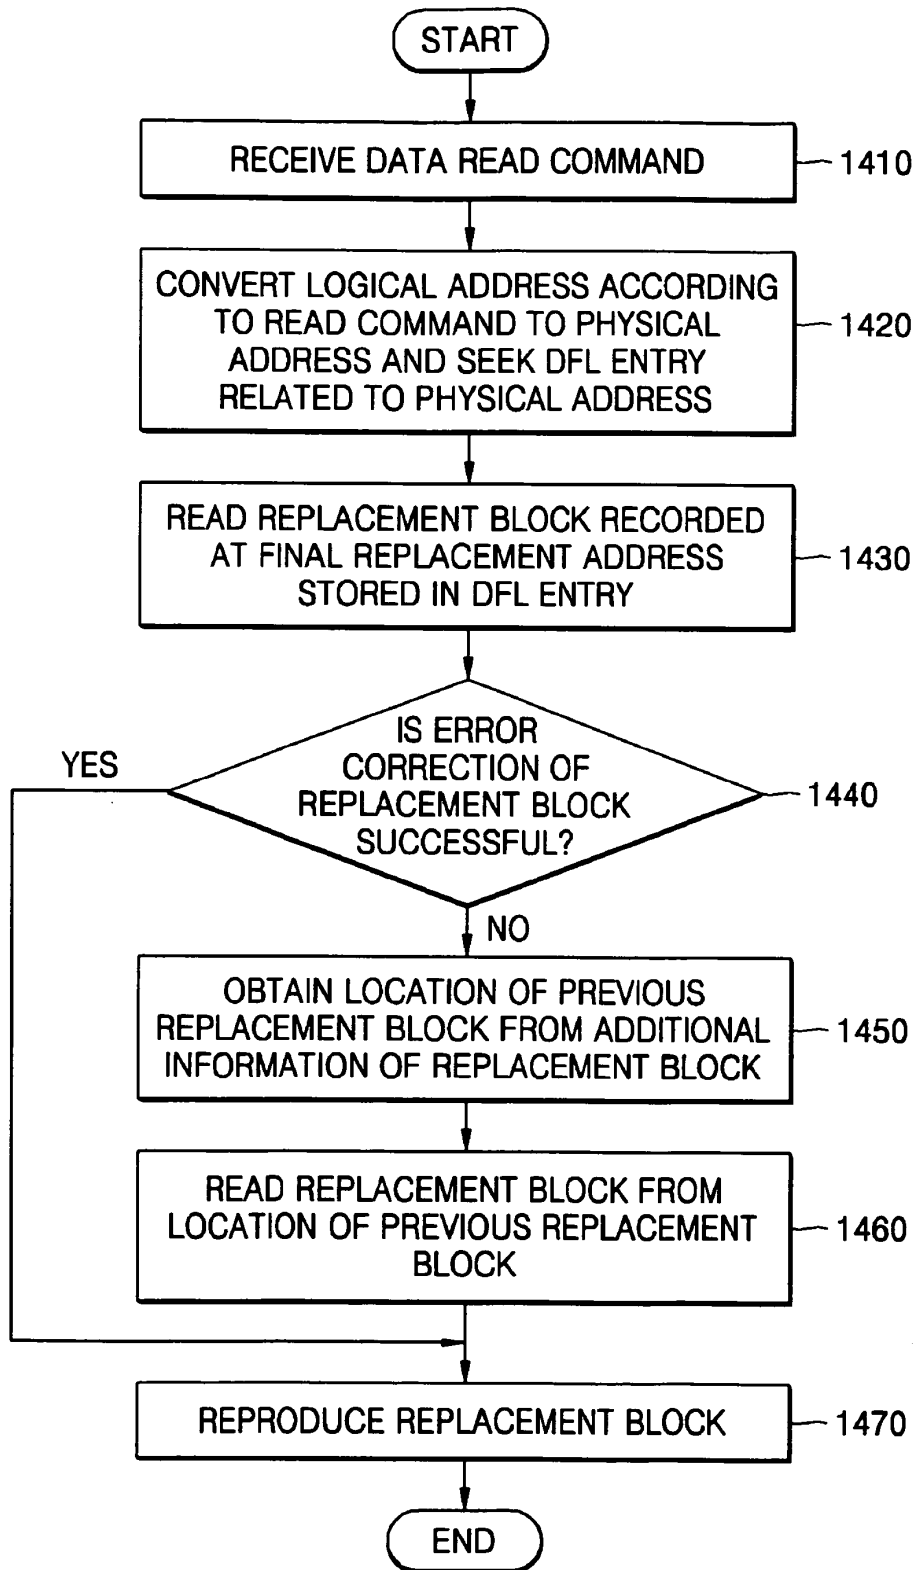 START
RECEIVE DATA READ COMMAND
1410
CONVERT LOGICAL ADDRESS ACCORDING
TO READ COMMAND TO PHYSICAL
ADDRESS AND SEEK DFL ENTRY
RELATED TO PHYSICAL ADDRESS
1420
READ REPLACEMENT BLOCK RECORDED
AT FINAL REPLACEMENT ADDRESS
STORED IN DFL ENTRY
1430
IS ERROR
CORRECTION OF
REPLACEMENT BLOCK
SUCCESSFUL?
1440
YES
NO
OBTAIN LOCATION OF PREVIOUS
REPLACEMENT BLOCK FROM ADDITIONAL
INFORMATION OF REPLACEMENT BLOCK
1450
READ REPLACEMENT BLOCK FROM
LOCATION OF PREVIOUS REPLACEMENT
BLOCK
1460
REPRODUCE REPLACEMENT BLOCK
1470
END